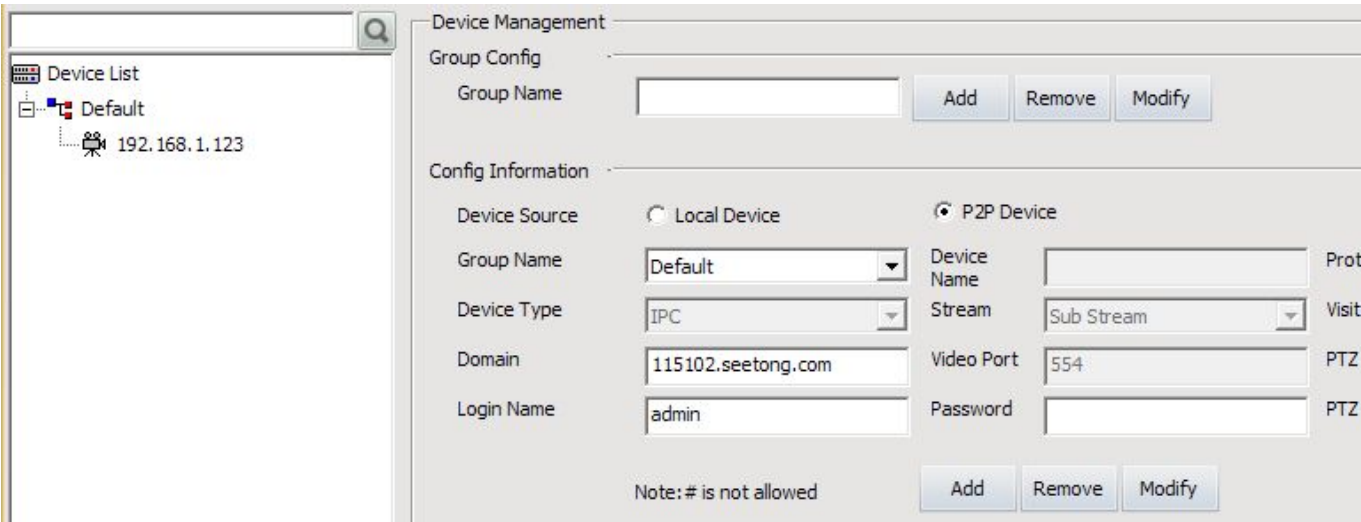 Device Management
Device List
Default
192.168.1.123
Group Config
Group Name
Add Remove Modify
Config Information
Device Source Local Device P2P Device
Group Name Default Device Name Prot
Device Type IPC Stream Sub Stream Visit
Domain 115102.seetong.com Video Port 554 PTZ
Login Name admin Password PTZ
Note: # is not allowed Add Remove Modify